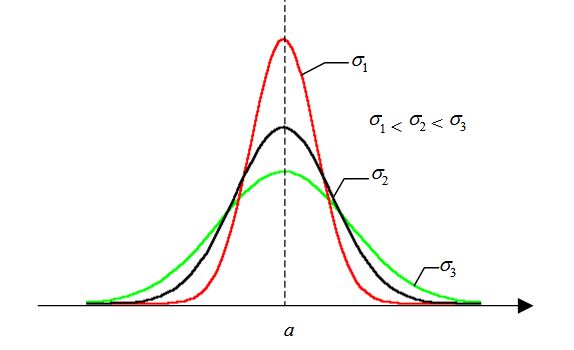 σ₁
σ₁ < σ₂ < σ₃
σ₂
σ₃
a